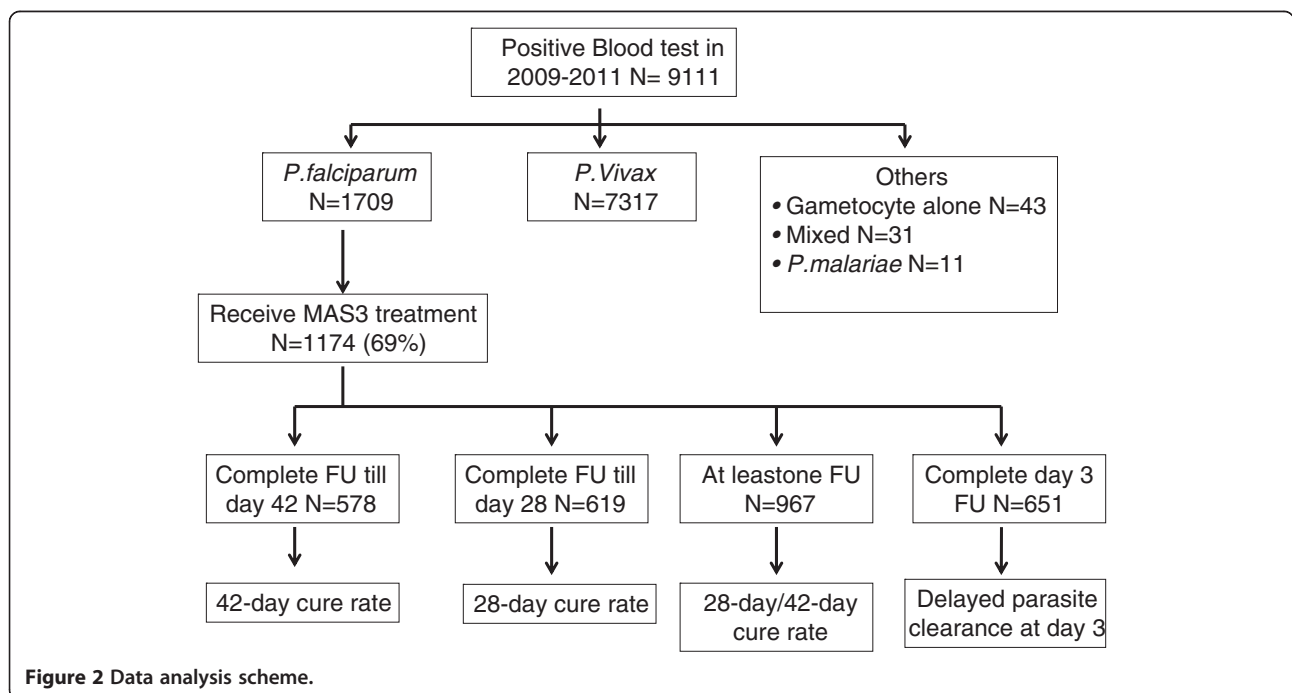 Positive Blood test in
2009-2011 N= 9111
P.falciparum
N=1709
P.Vivax
N=7317
Others
• Gametocyte alone N=43
• Mixed N=31
• P.malariae N=11
Receive MAS3 treatment
N=1174 (69%)
Complete FU till
day 42 N=578
Complete FU till
day 28 N=619
At leastone FU
N=967
Complete day 3
FU N=651
42-day cure rate
28-day cure rate
28-day/42-day
cure rate
Delayed parasite
clearance at day 3
Figure 2 Data analysis scheme.